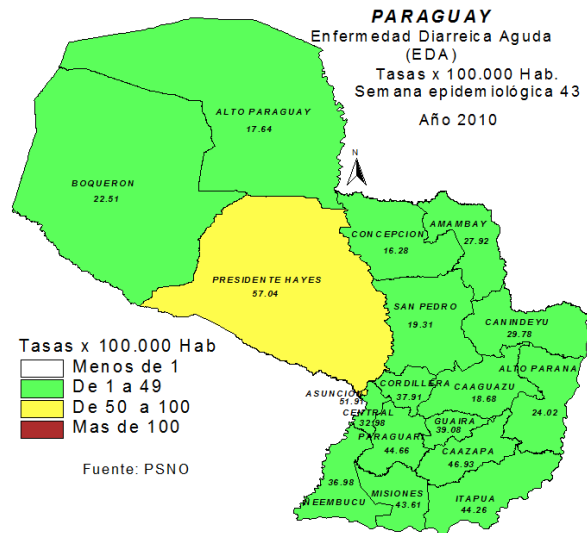 PARAGUAY
Enfermedad Diarreica Aguda
(EDA)
Tasas x 100.000 Hab.
Semana epidemiológica 43
Año 2010
N
ALTO PARAGUAY
17.64
BOQUERON
22.51
CONCEPCION
16.28
AMAMBAY
27.92
PRESIDENTE HAYES
57.04
SAN PEDRO
19.31
CANINDEYU
29.78
ALTO PARANA
24.02
ASUNCION
51.91
CORDILLERA
37.91
CAAGUAZU
18.68
CENTRAL
32.98
GUAIRA
39.08
PARAGUARI
44.66
CAAZAPA
46.93
36.98
ÑEEMBUCU
MISIONES
43.61
ITAPUA
44.26
Tasas x 100.000 Hab
Menos de 1
De 1 a 49
De 50 a 100
Mas de 100
Fuente: PSNO